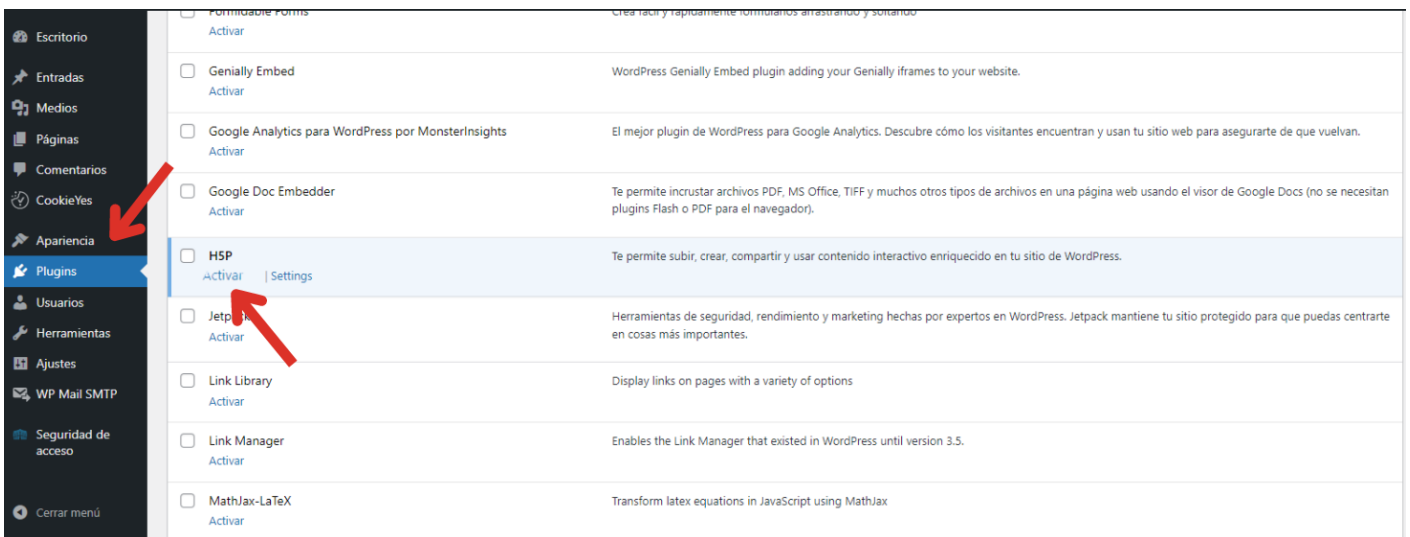 Escritorio
Entradas
Medios
Páginas
Comentarios
CookieYes
Apariencia
Plugins
Usuarios
Herramientas
Ajustes
WP Mail SMTP
Seguridad de
acceso
Cerrar menú
Formidable Forms
Crea fácil y rápidamente formularios arrastrando y soltando
Activar
Genially Embed
WordPress Genially Embed plugin adding your Genially iframes to your website.
Activar
Google Analytics para WordPress por MonsterInsights
El mejor plugin de WordPress para Google Analytics. Descubre cómo los visitantes encuentran y usan tu sitio web para asegurarte de que vuelvan.
Activar
Google Doc Embedder
Te permite incrustar archivos PDF, MS Office, TIFF y muchos otros tipos de archivos en una página web usando el visor de Google Docs (no se necesitan
plugins Flash o PDF para el navegador).
Activar
H5P
Te permite subir, crear, compartir y usar contenido interactivo enriquecido en tu sitio de WordPress.
Activar | Settings
Jetpack
Herramientas de seguridad, rendimiento y marketing hechas por expertos en WordPress. Jetpack mantiene tu sitio protegido para que puedas centrarte
en cosas más importantes.
Activar
Link Library
Display links on pages with a variety of options
Activar
Link Manager
Enables the Link Manager that existed in WordPress until version 3.5.
Activar
MathJax-LaTeX
Transform latex equations in JavaScript using MathJax
Activar